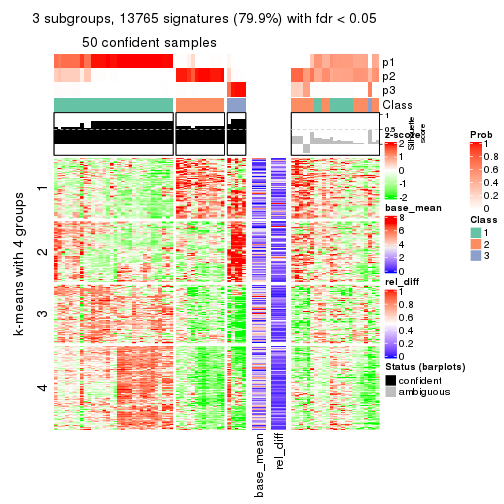 3 subgroups, 13765 signatures (79.9%) with fdr < 0.05
50 confident samples
p1
p2
p3
Class
1
0.5
0
Silhouette
score
k-means with 4 groups
1
2
3
4
base_mean
rel_diff
z-score
2
1
0
-1
-2
base_mean
8
6
4
2
0
rel_diff
1
0.8
0.6
0.4
0.2
0
Status (barplots)
confident
ambiguous
Prob
1
0.8
0.6
0.4
0.2
0
Class
1
2
3